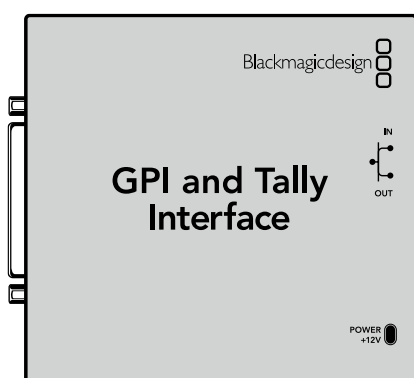 Blackmagicdesign
IN
OUT
GPI and Tally
Interface
POWER
+12V